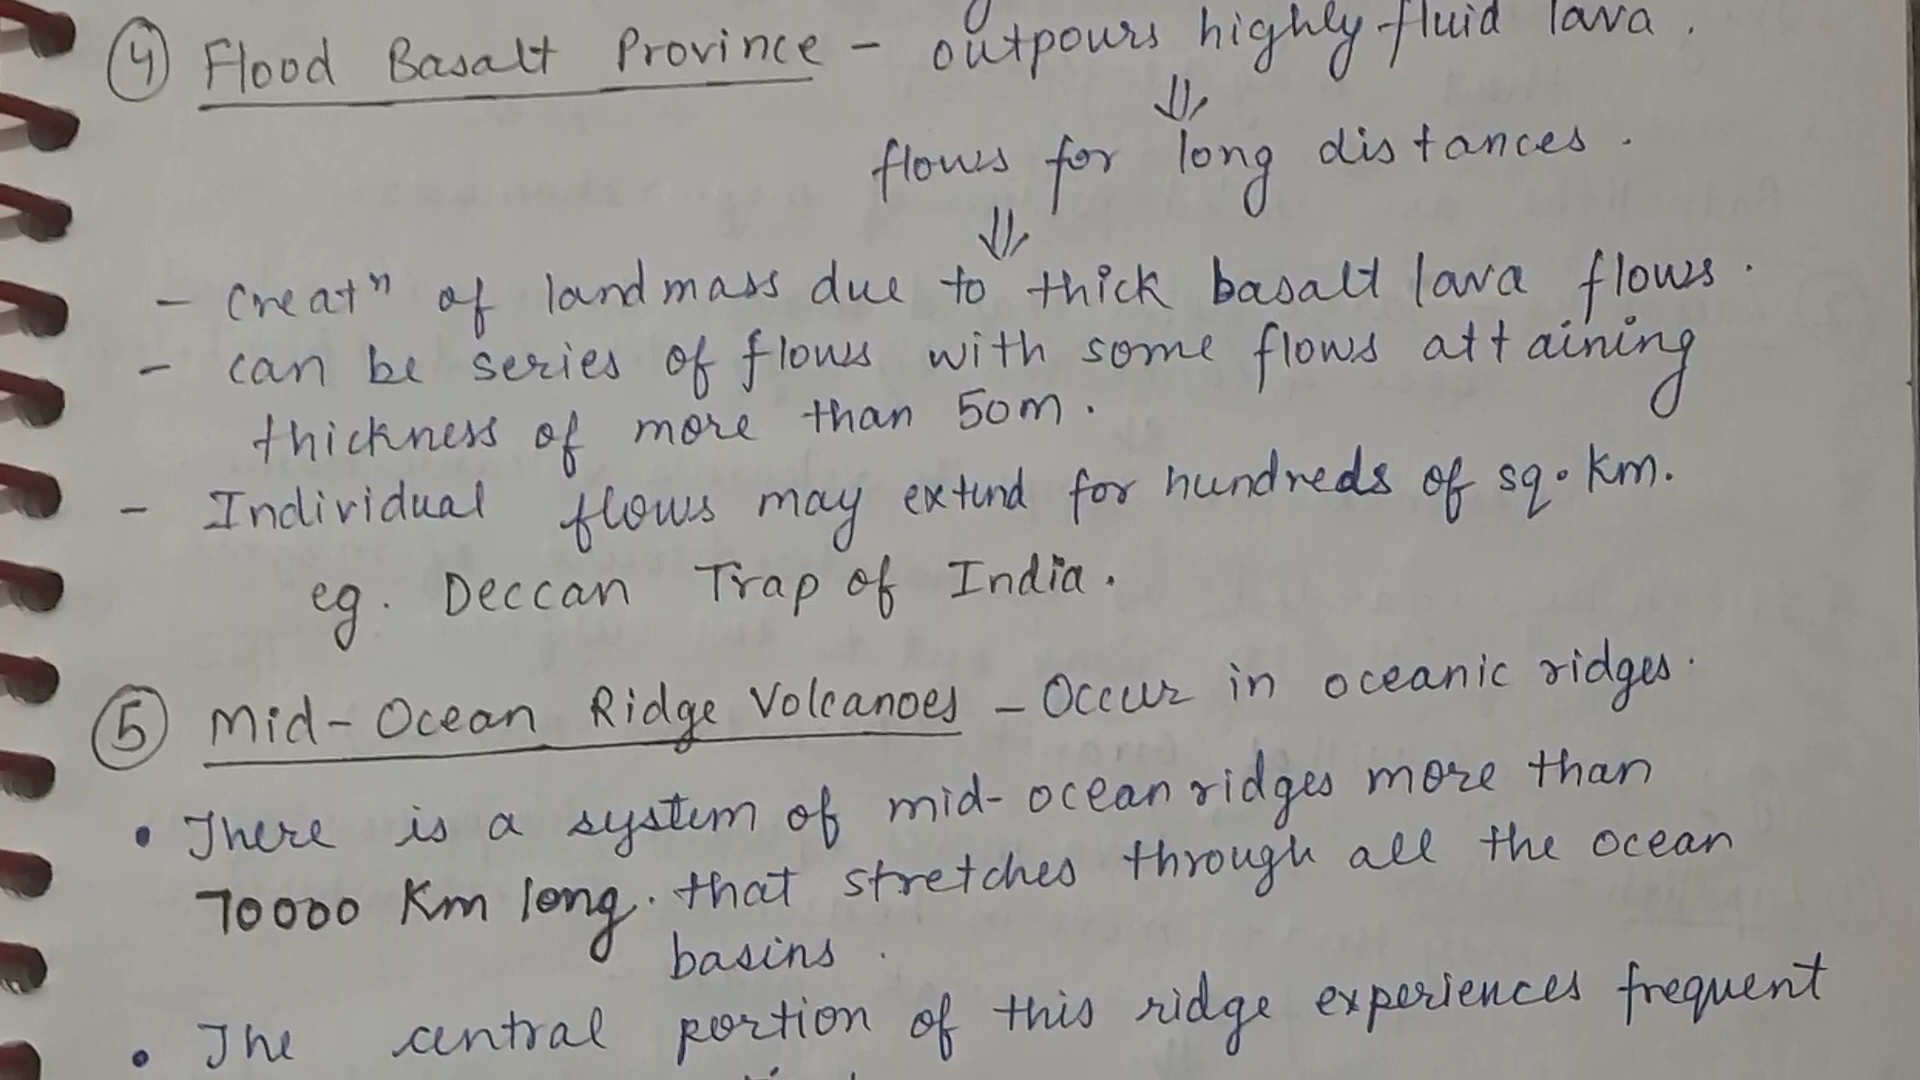 ④ Flood Basalt Province - outpours highly fluid lava.
⇓
flows for long distances.
⇓
- Creatⁿ of landmass due to thick basalt lava flows.
- can be series of flows with some flows attaining
thickness of more than 50m.
- Individual flows may extend for hundreds of sq. km.
eg. Deccan Trap of India.
⑤ Mid-Ocean Ridge Volcanoes - Occur in oceanic ridges.
• There is a system of mid-ocean ridges more than
70000 Km long. that stretches through all the ocean
basins.
• The central portion of this ridge experiences frequent